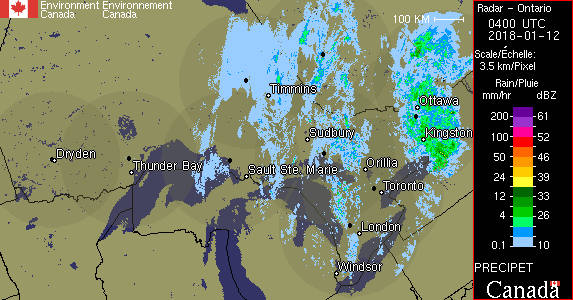 Environment Environnement
Canada Canada
100 KM
Radar - Ontario
0400 UTC
2018-01-12
Scale/Échelle:
3.5 km/Pixel
Rain/Pluie
mm/hr dBZ
200 61
100 52
50 46
24 39
12 33
4 26
0.1 10
PRECIPET
Canada
Timmins
Ottawa
Sudbury
Kingston
Dryden
Thunder Bay
Sault Ste. Marie
Orillia
Toronto
London
Windsor